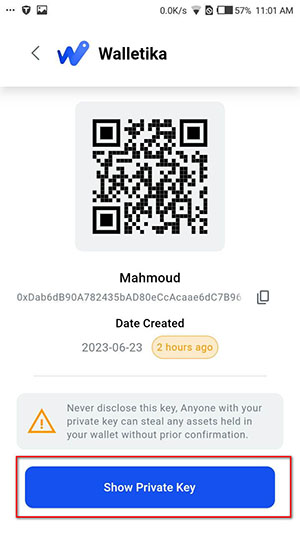 0.0K/s 57% 11:01 AM
Walletika
Mahmoud
0xDab6dB90A782435bAD80eCcAcaae6dC7B96
Date Created
2023-06-23 2 hours ago
Never disclose this key, Anyone with your
private key can steal any assets held in
your wallet without prior confirmation.
Show Private Key